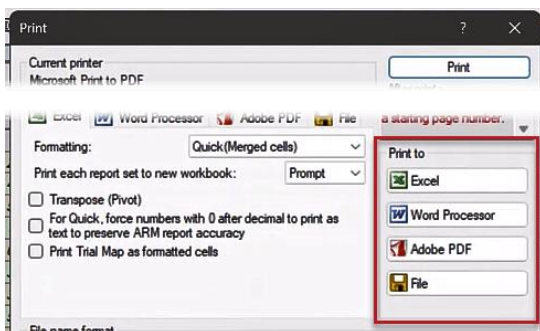 Print
?
Current printer
Print
Microsoft Print to PDF
Excel Word Processor Adobe PDF File
a starting page number.
Formatting: Quick(Merged cells)
Print each report set to new workbook: Prompt
Transpose (Pivot)
For Quick, force numbers with 0 after decimal to print as
text to preserve ARM report accuracy
Print Trial Map as formatted cells
Print to
Excel
Word Processor
Adobe PDF
File
File name format